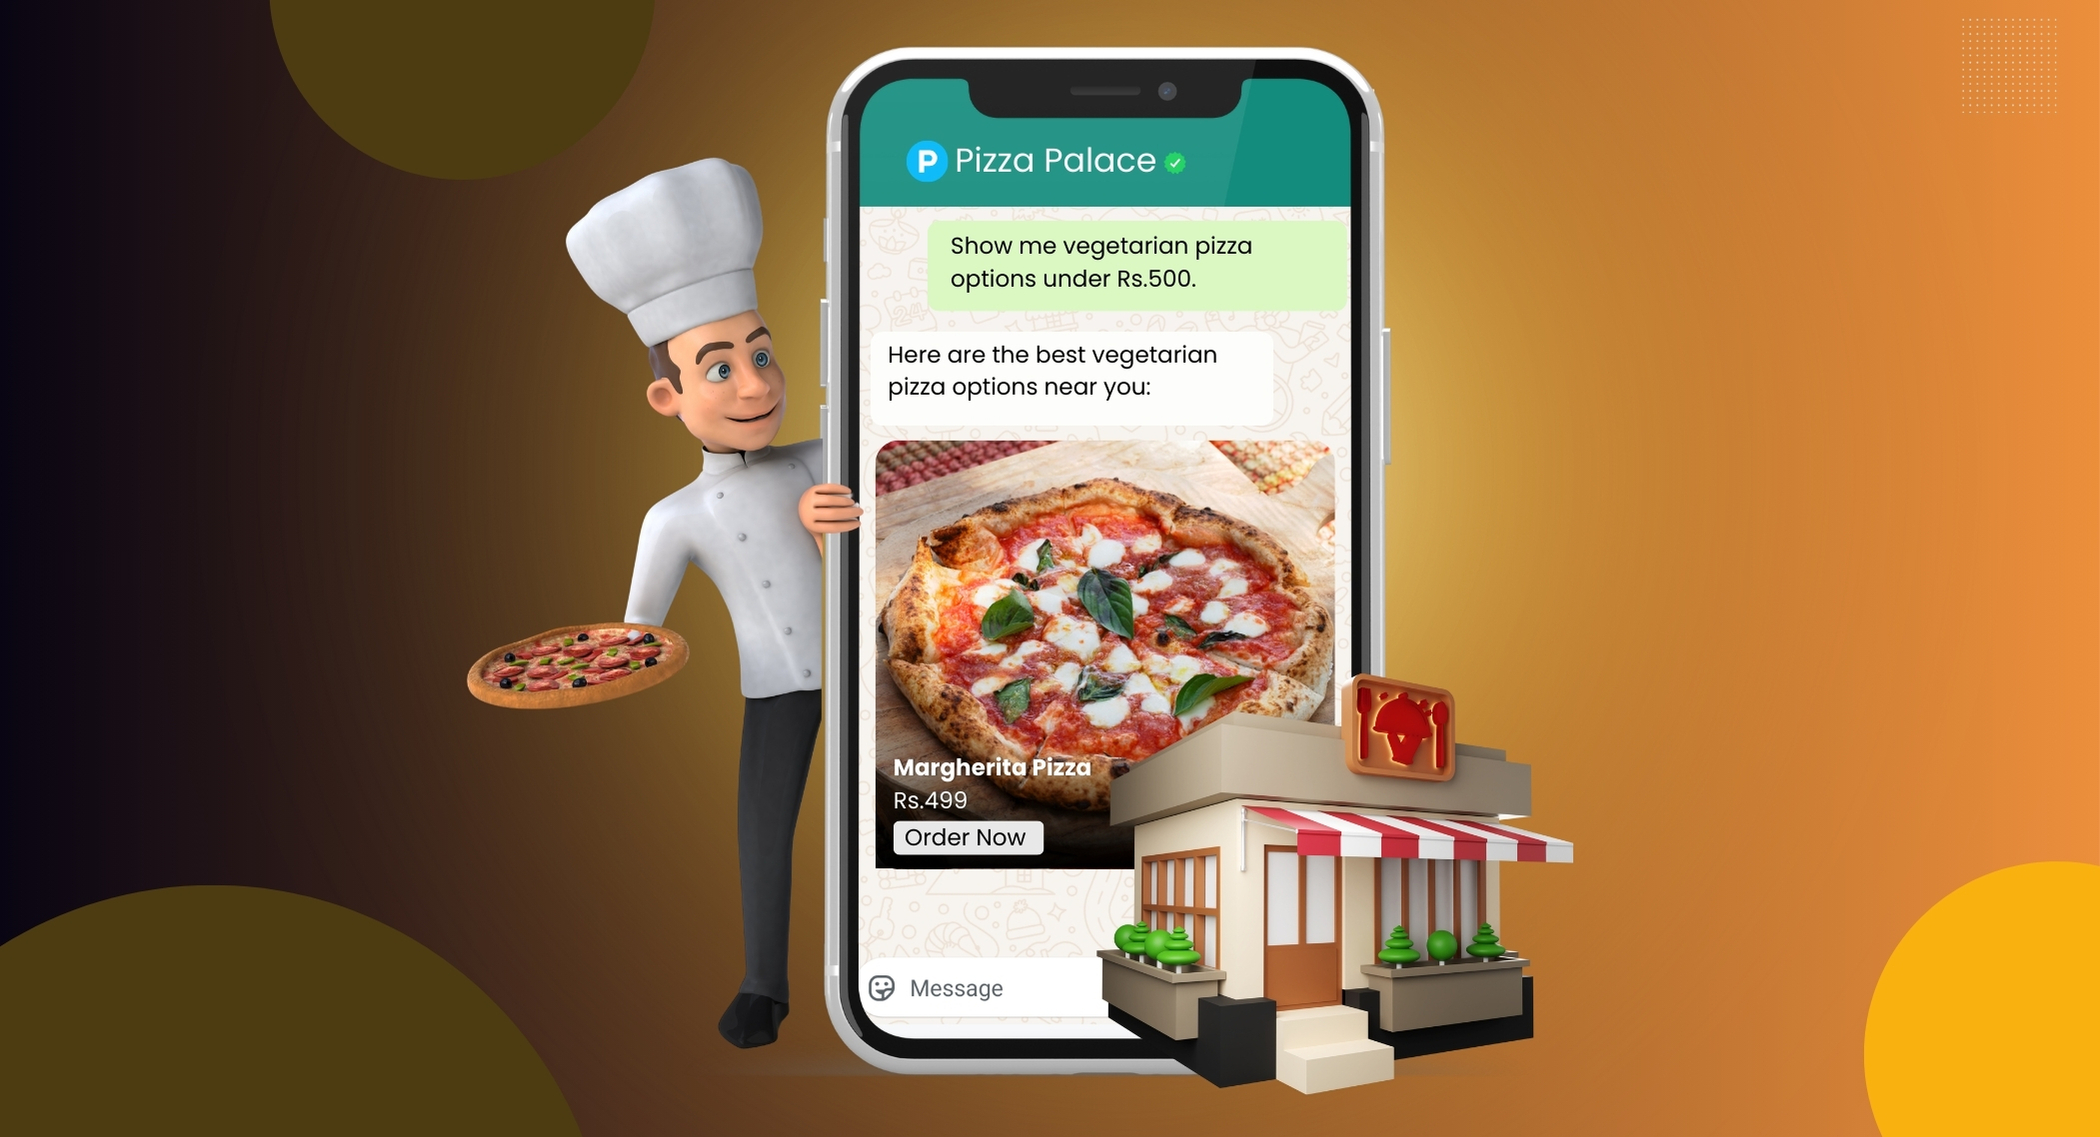 P Pizza Palace
Show me vegetarian pizza
options under Rs.500.
Here are the best vegetarian
pizza options near you:
Margherita Pizza
Rs.499
Order Now
Message